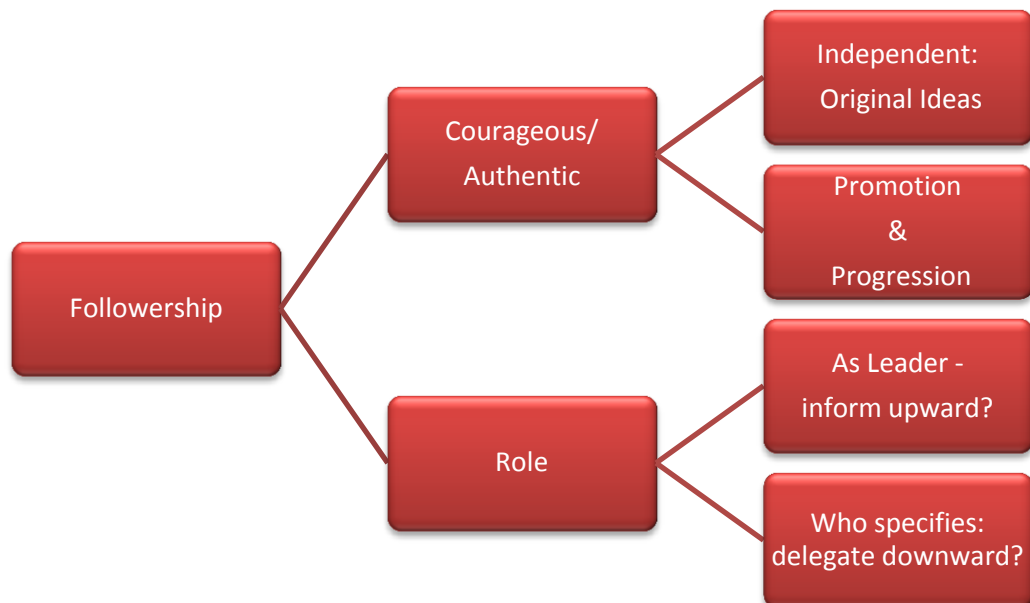 Followership
Courageous/
Authentic
Independent:
Original Ideas
Promotion
&
Progression
Role
As Leader -
inform upward?
Who specifies:
delegate downward?